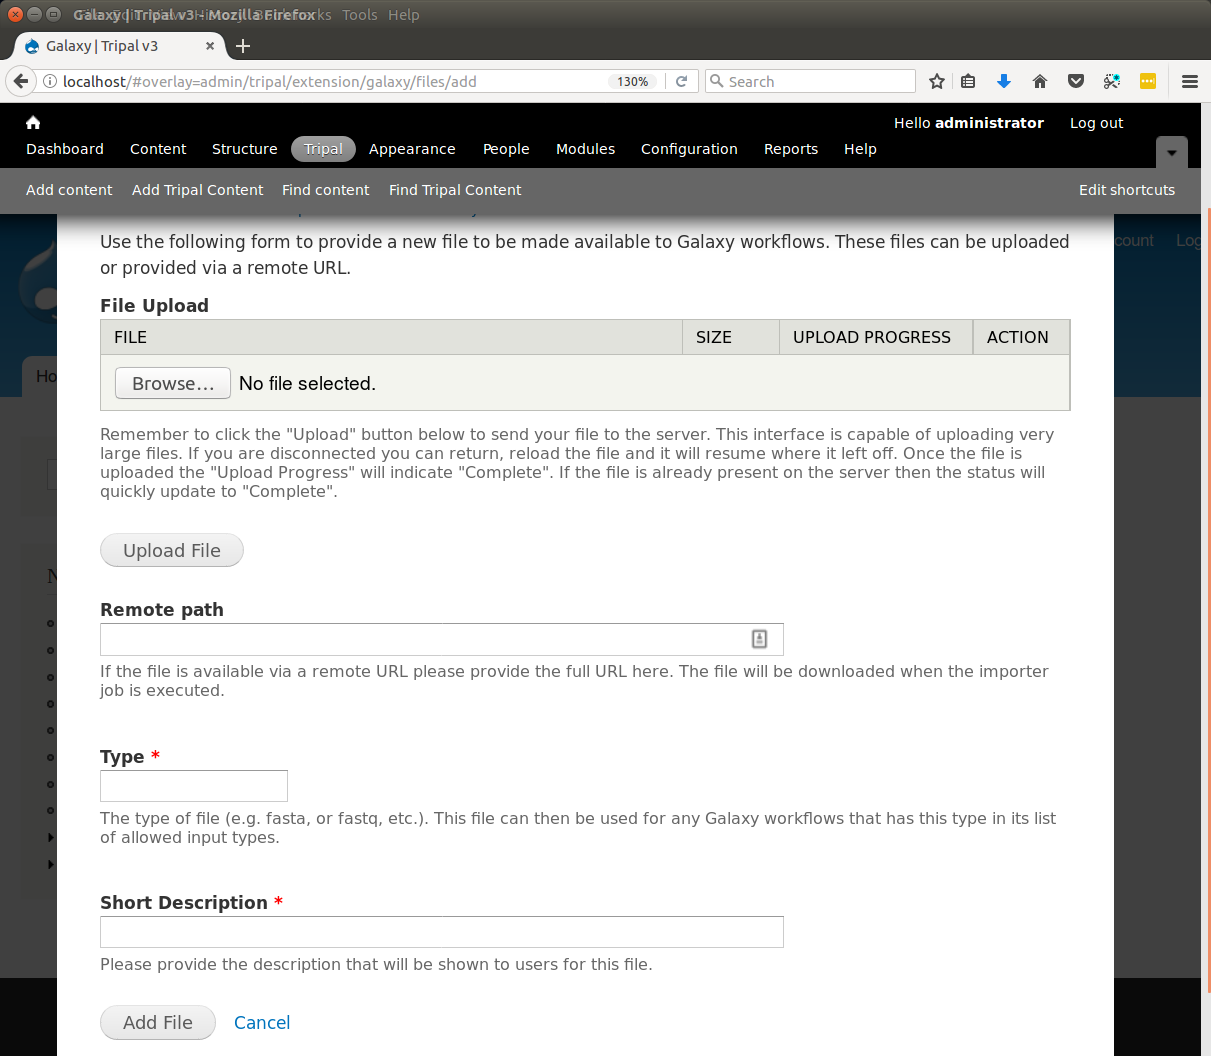 Galaxy | Tripal v3 - Mozilla Firefox Tools Help
Galaxy | Tripal v3
localhost/#overlay=admin/tripal/extension/galaxy/files/add 130% Search
Hello administrator Log out
Dashboard Content Structure Tripal Appearance People Modules Configuration Reports Help
Add content Add Tripal Content Find content Find Tripal Content Edit shortcuts
Use the following form to provide a new file to be made available to Galaxy workflows. These files can be uploaded
or provided via a remote URL.
File Upload
FILE SIZE UPLOAD PROGRESS ACTION
Browse... No file selected.
Remember to click the "Upload" button below to send your file to the server. This interface is capable of uploading very
large files. If you are disconnected you can return, reload the file and it will resume where it left off. Once the file is
uploaded the "Upload Progress" will indicate "Complete". If the file is already present on the server then the status will
quickly update to "Complete".
Upload File
Remote path
If the file is available via a remote URL please provide the full URL here. The file will be downloaded when the importer
job is executed.
Type *
The type of file (e.g. fasta, or fastq, etc.). This file can then be used for any Galaxy workflows that has this type in its list
of allowed input types.
Short Description *
Please provide the description that will be shown to users for this file.
Add File Cancel